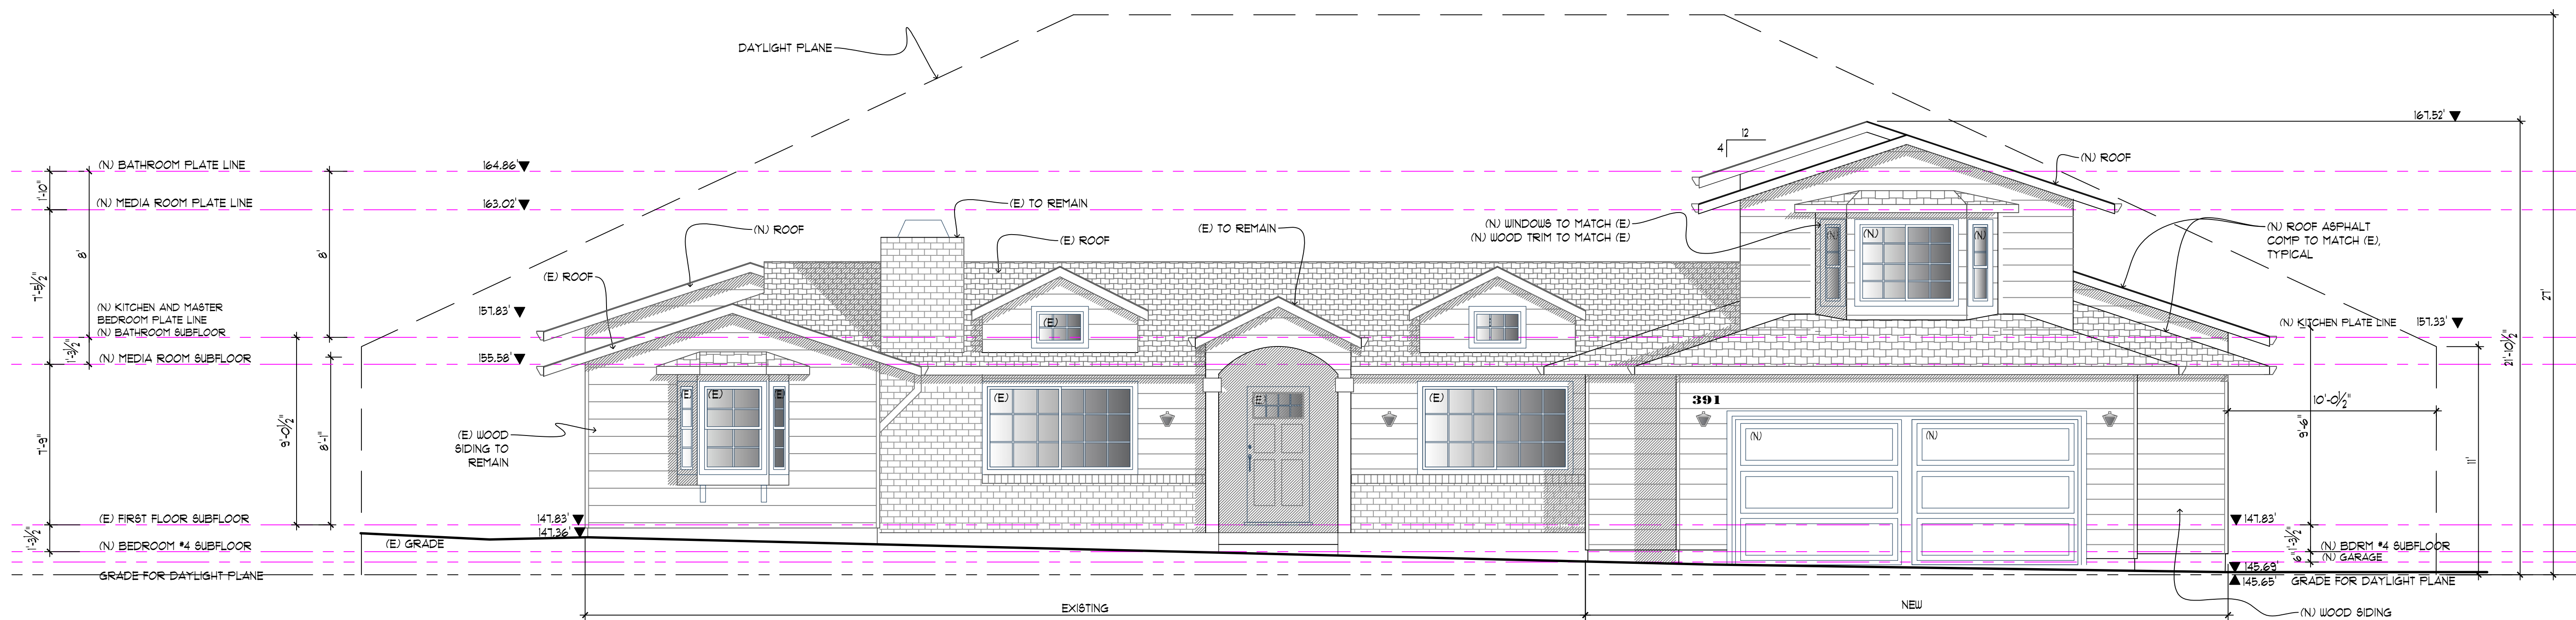 DAYLIGHT PLANE
12
4
167.52'
(N) ROOF
(N) BATHROOM PLATE LINE
164.86'
1'-10"
(N) MEDIA ROOM PLATE LINE
163.02'
(E) TO REMAIN
(N) ROOF
(E) ROOF
(E) TO REMAIN
(N) WINDOWS TO MATCH (E)
(N) WOOD TRIM TO MATCH (E)
(N)
(N)
(N)
(N) ROOF ASPHALT
COMP TO MATCH (E),
TYPICAL
8'
8'
7'-5½"
(E) ROOF
27'
(N) KITCHEN AND MASTER
BEDROOM PLATE LINE
(N) BATHROOM SUBFLOOR
157.83'
(E)
(N) KITCHEN PLATE LINE
157.33'
1'-3½"
(N) MEDIA ROOM SUBFLOOR
155.58'
21'-10½"
(E)
(E)
(E)
(E)
(E)
(E)
391
10'-0½"
7'-9"
9'-0½"
8'-1"
(E) WOOD
SIDING TO
REMAIN
(N)
(N)
9'-6"
11'
(E) FIRST FLOOR SUBFLOOR
147.83'
147.83'
147.36'
1'-3½"
(N) BEDROOM #4 SUBFLOOR
(E) GRADE
1'-3½"
(N) BDRM #4 SUBFLOOR
6"
(N) GARAGE
145.69'
GRADE FOR DAYLIGHT PLANE
145.65'
GRADE FOR DAYLIGHT PLANE
EXISTING
NEW
(N) WOOD SIDING